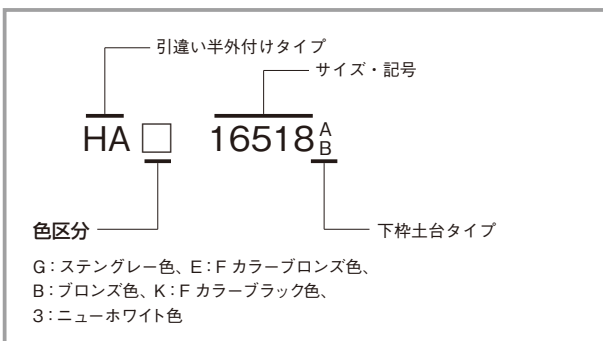 引違い半外付けタイプ
サイズ・記号
HA□ 16518 A B
色区分
下枠土台タイプ
G：ステングレー色、E：Fカラーブロンズ色、
B：ブロンズ色、K：Fカラーブラック色、
3：ニューホワイト色